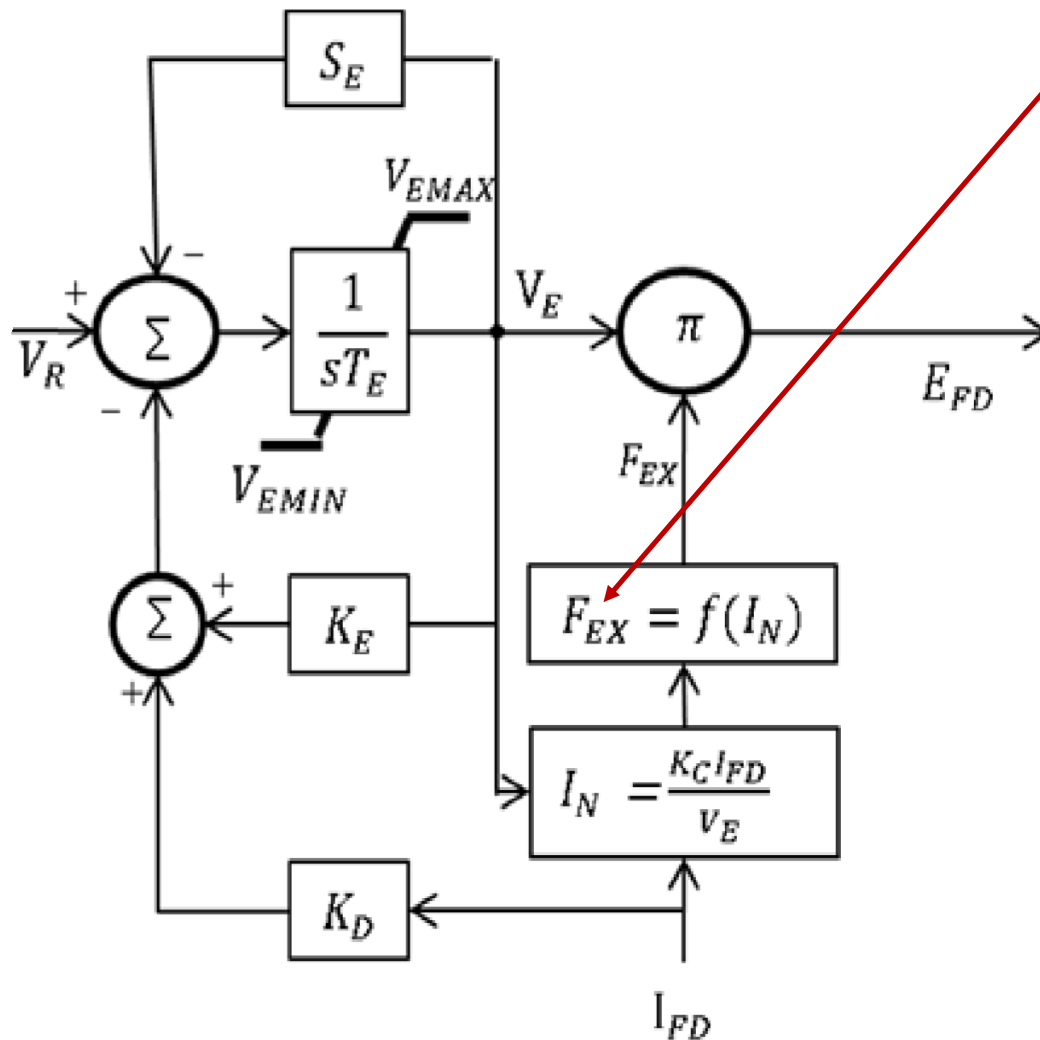 S_E
V_EMAX
−
+
Σ
V_R
−
1
sT_E
V_E
π
E_FD
V_EMIN
F_EX
Σ
+
K_E
F_EX = f(I_N)
+
I_N = K_C I_FD
V_E
K_D
I_FD